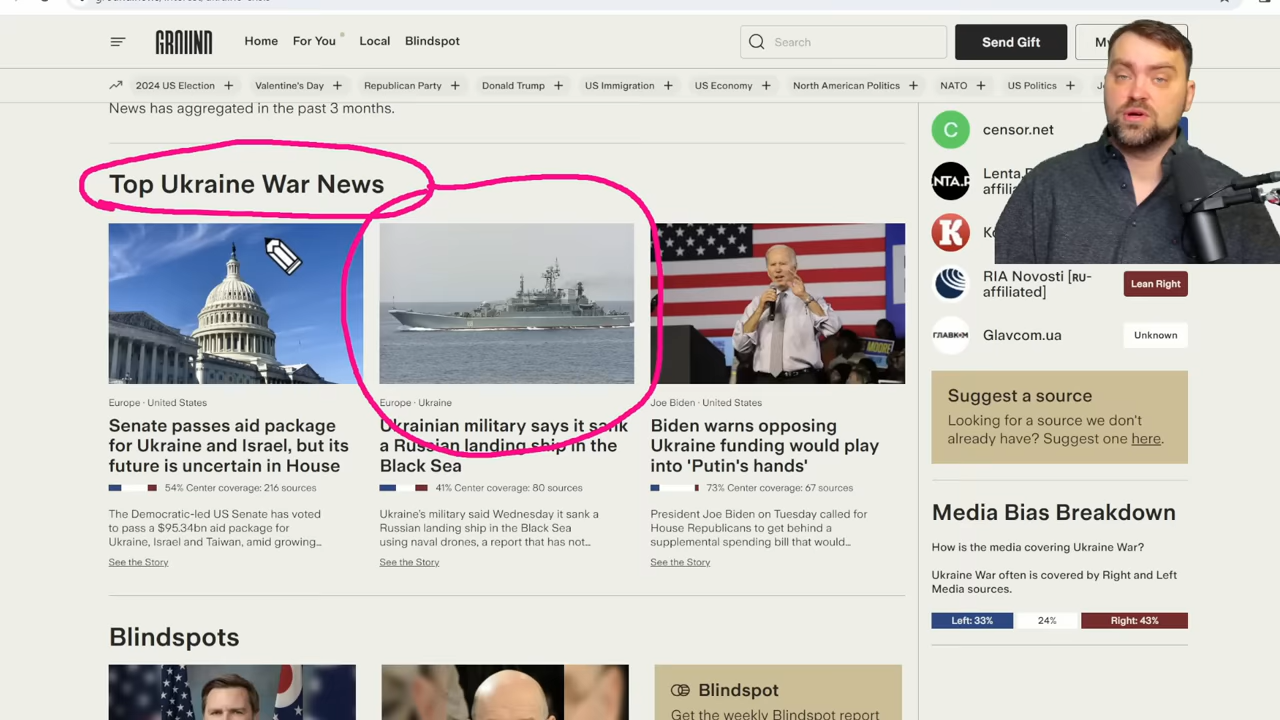 GROUND
Home
For You
Local
Blindspot
Search
Send Gift
My
2024 US Election +
Valentine's Day +
Republican Party +
Donald Trump +
US Immigration +
US Economy +
North American Politics +
NATO +
US Politics +
News has aggregated in the past 3 months.
Top Ukraine War News
Europe · United States
Senate passes aid package
for Ukraine and Israel, but its
future is uncertain in House
54% Center coverage: 216 sources
The Democratic-led US Senate has voted
to pass a $95.34bn aid package for
Ukraine, Israel and Taiwan, amid growing...
See the Story
Europe · Ukraine
Ukrainian military says it sank
a Russian landing ship in the
Black Sea
41% Center coverage: 80 sources
Ukraine's military said Wednesday it sank a
Russian landing ship in the Black Sea
using naval drones, a report that has not...
See the Story
MOORE
Joe Biden · United States
Biden warns opposing
Ukraine funding would play
into 'Putin's hands'
73% Center coverage: 67 sources
President Joe Biden on Tuesday called for
House Republicans to get behind a
supplemental spending bill that would...
See the Story
Blindspots
Blindspot
Get the weekly Blindspot report
C
censor.net
Lenta
affiliat
K
RIA Novosti [RU-
affiliated]
Lean Right
ГЛАВКОМ
Glavcom.ua
Unknown
Suggest a source
Looking for a source we don't
already have? Suggest one here.
Media Bias Breakdown
How is the media covering Ukraine War?
Ukraine War often is covered by Right and Left
Media sources.
Left: 33%
24%
Right: 43%